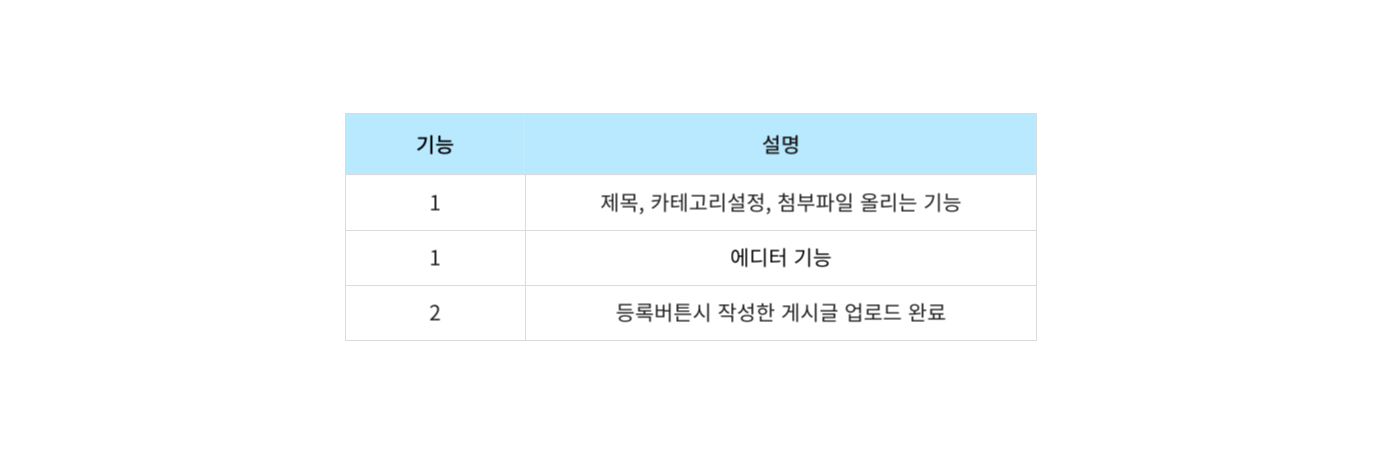 기능 설명
1 제목, 카테고리설정, 첨부파일 올리는 기능
1 에디터 기능
2 등록버튼시 작성한 게시글 업로드 완료